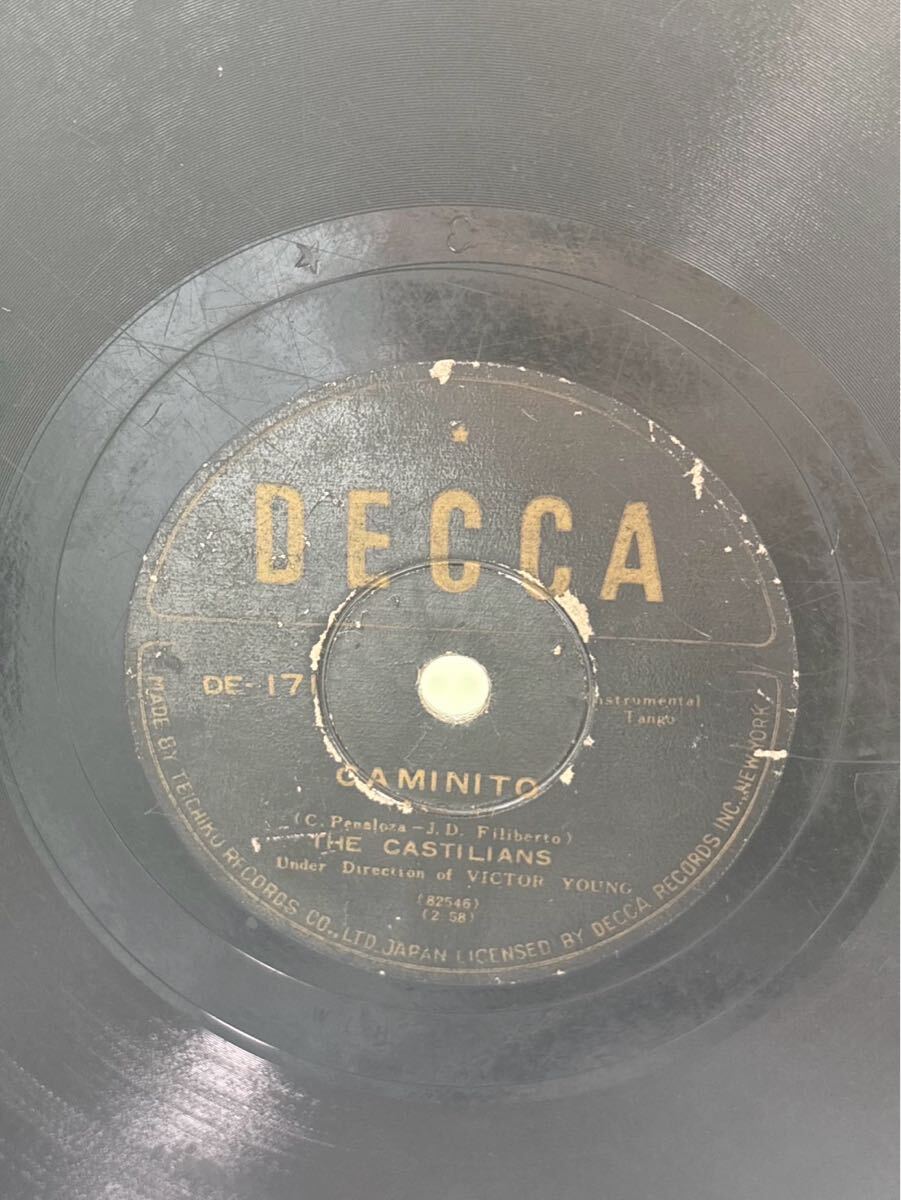 DECCA
DE-171
Instrumental
Tango
CAMINITO
(C. Penaloza-J.D. Filiberto)
THE CASTILIANS
Under Direction of VICTOR YOUNG
(82546)
(2 58)
MADE BY TEICHIKU RECORDS CO., LTD. JAPAN LICENSED BY DECCA RECORDS INC., NEW YORK